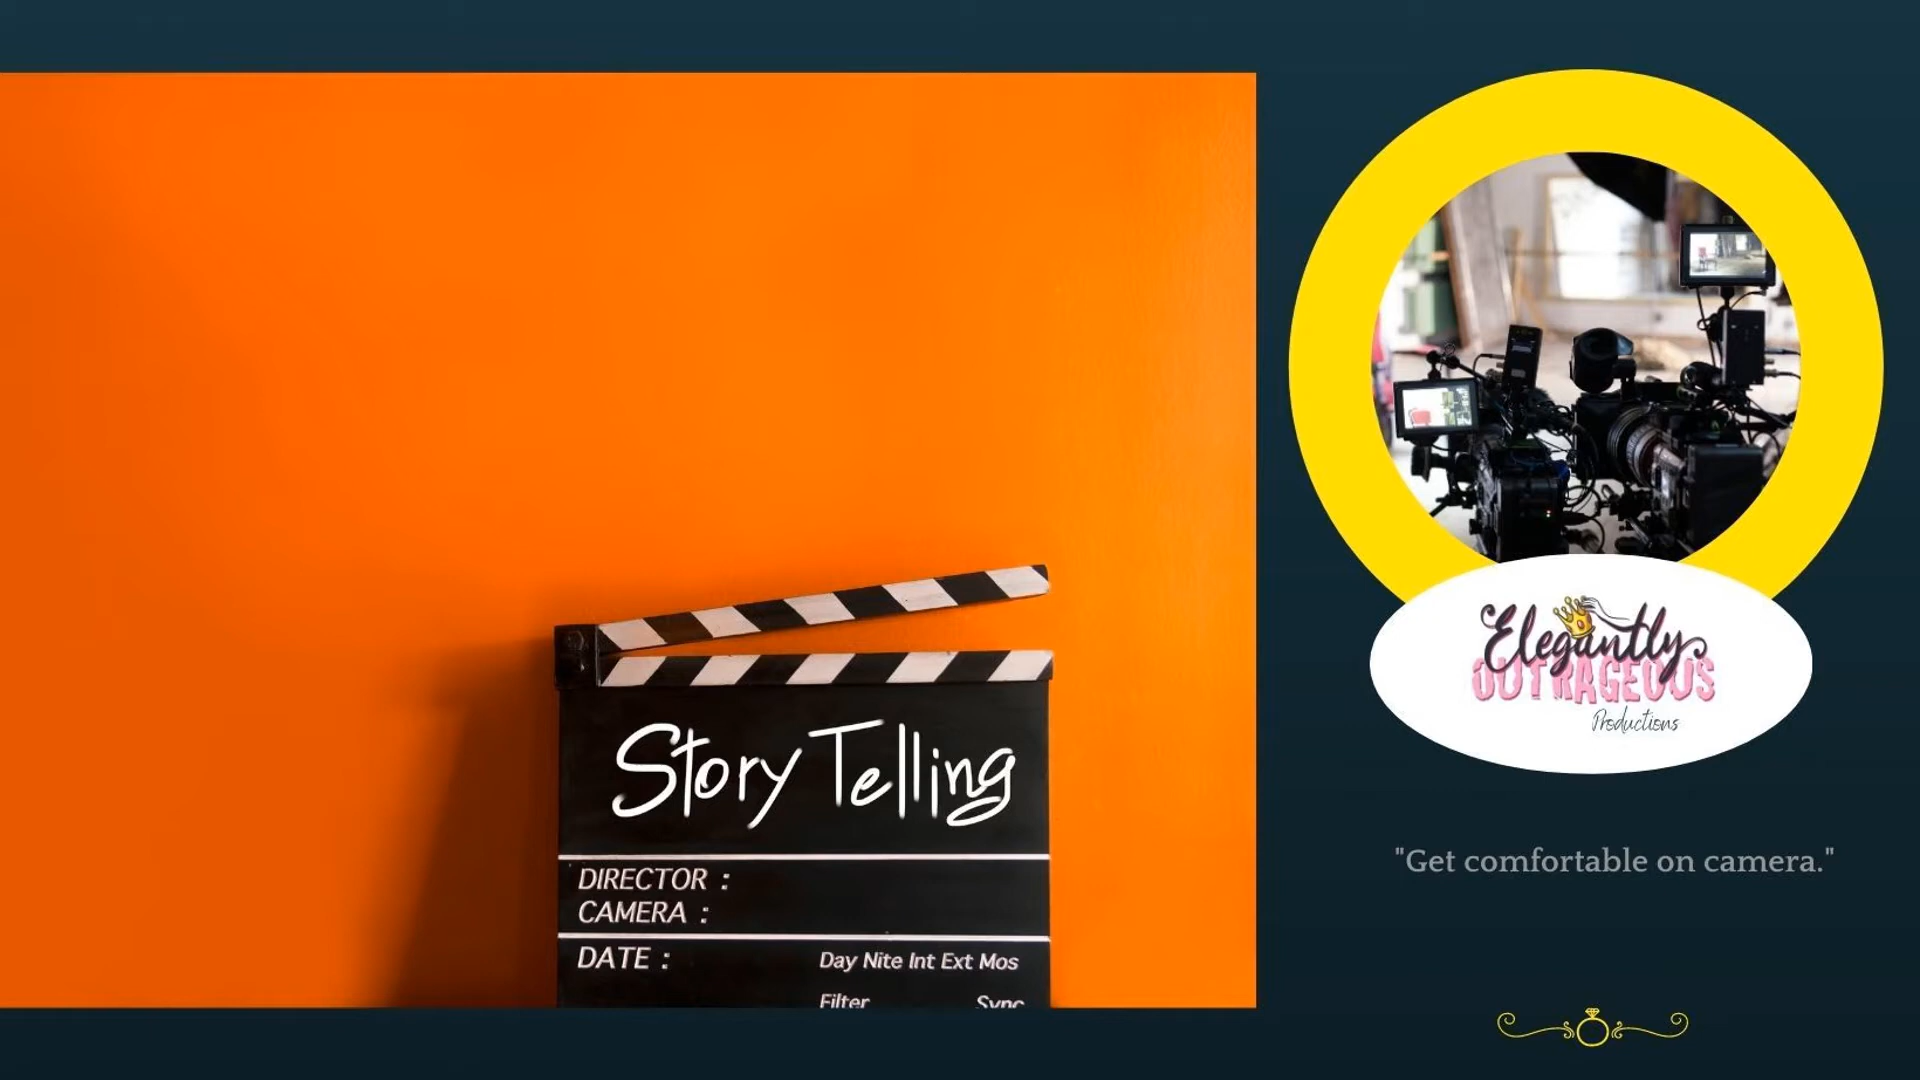 Story Telling
DIRECTOR :
CAMERA :
DATE :
Day Nite Int Ext Mos
Filter
Sync
Elegantly
OUTRAGEOUS
Productions
"Get comfortable on camera."